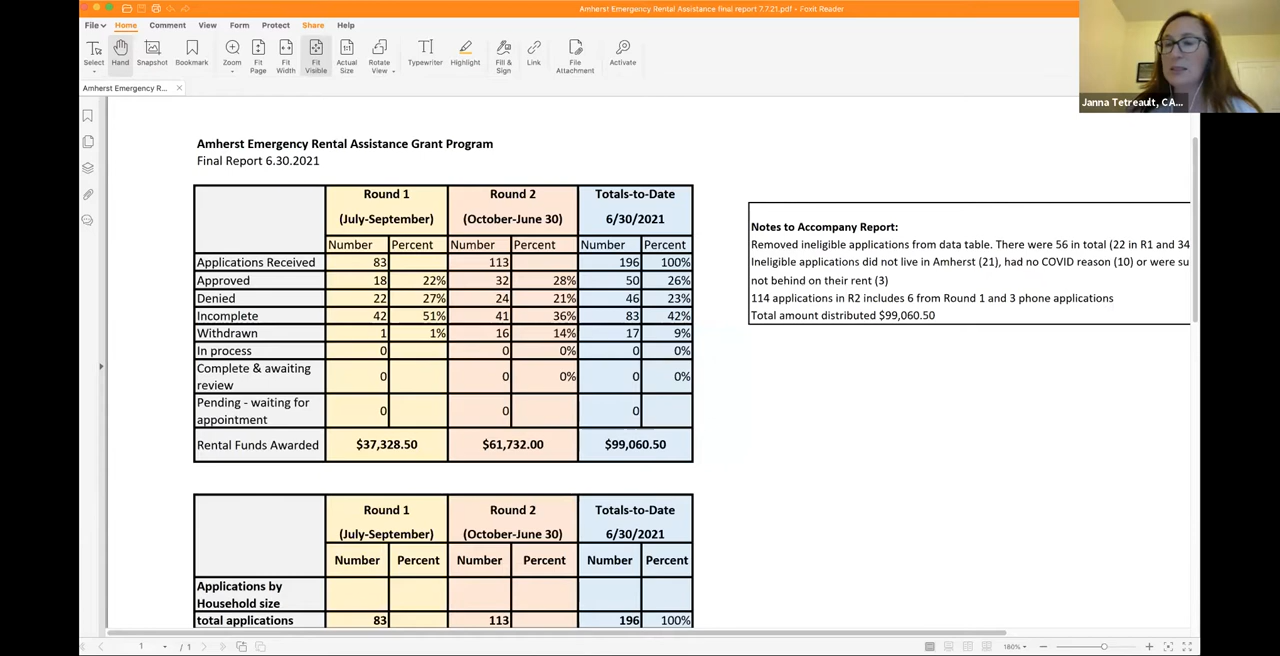 Amherst Emergency Rental Assistance final report 7.7.21.pdf - Foxit Reader
File Home Comment View Form Protect Share Help
Select Hand Snapshot Bookmark Zoom Fit Page Fit Width Fit Visible Actual Size Rotate View Typewriter Highlight Fill & Sign Link File Attachment Activate
Amherst Emergency R...
Janna Tetreault, CA...
Amherst Emergency Rental Assistance Grant Program
Final Report 6.30.2021
Round 1 Round 2 Totals-to-Date
(July-September) (October-June 30) 6/30/2021
Number Percent Number Percent Number Percent
Applications Received 83 113 196 100%
Approved 18 22% 32 28% 50 26%
Denied 22 27% 24 21% 46 23%
Incomplete 42 51% 41 36% 83 42%
Withdrawn 1 1% 16 14% 17 9%
In process 0 0 0% 0 0%
Complete & awaiting
review 0 0 0% 0 0%
Pending - waiting for
appointment 0 0 0
Rental Funds Awarded $37,328.50 $61,732.00 $99,060.50
Notes to Accompany Report:
Removed ineligible applications from data table. There were 56 in total (22 in R1 and 34
Ineligible applications did not live in Amherst (21), had no COVID reason (10) or were su
not behind on their rent (3)
114 applications in R2 includes 6 from Round 1 and 3 phone applications
Total amount distributed $99,060.50
Round 1 Round 2 Totals-to-Date
(July-September) (October-June 30) 6/30/2021
Number Percent Number Percent Number Percent
Applications by
Household size
total applications 83 113 196 100%
1 / 1 180%